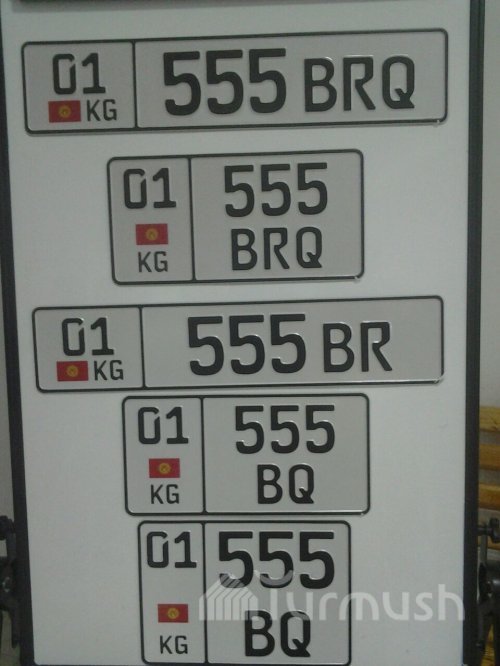 01 555 BRQ
KG
01 555
KG BRQ
01 555 BR
KG
01 555
KG BQ
01 555
KG BQ
Turmush